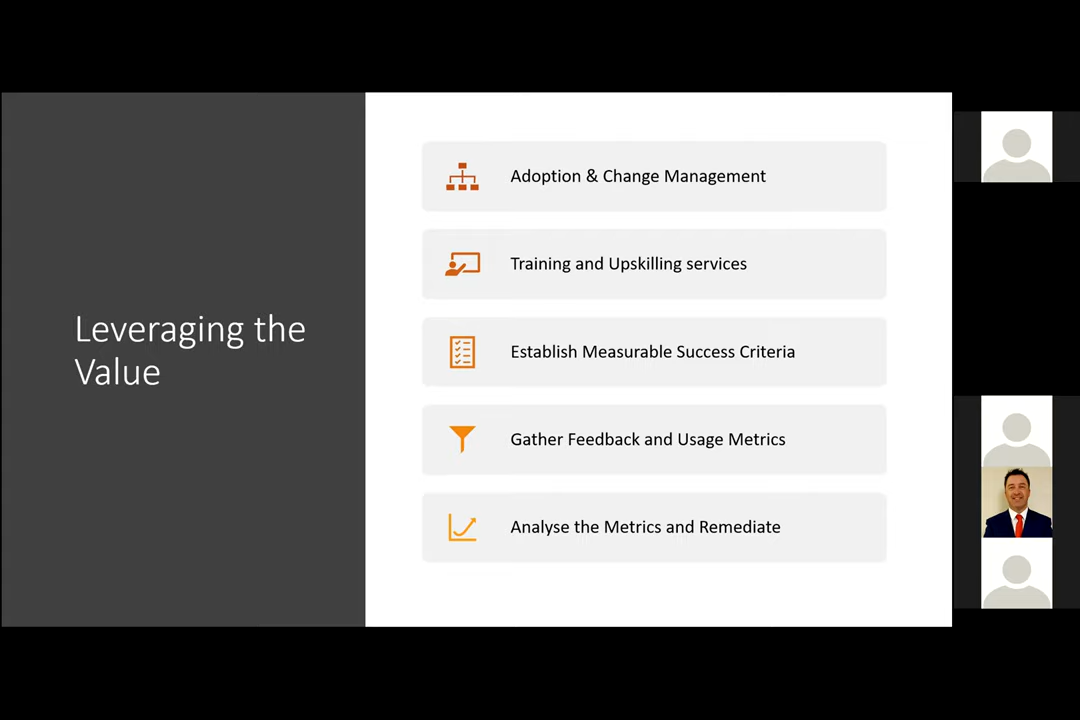 Leveraging the
Value
Adoption & Change Management
Training and Upskilling services
Establish Measurable Success Criteria
Gather Feedback and Usage Metrics
Analyse the Metrics and Remediate